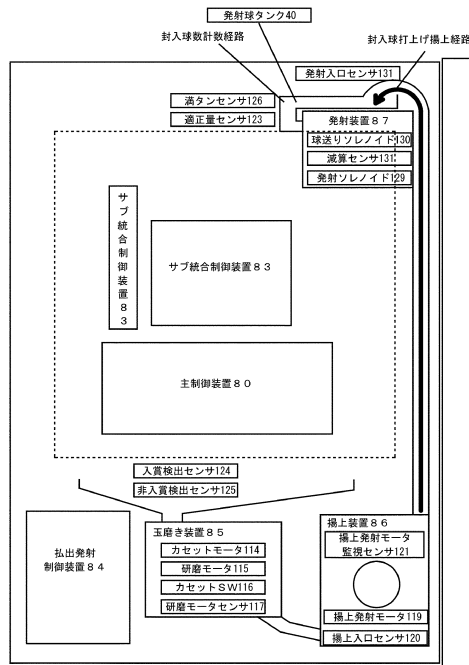 発射球タンク40
封入球数計数経路
封入球打上げ揚上経路
発射入口センサ131
満タンセンサ126
適正量センサ123
発射装置８７
球送りソレノイド130
減算センサ131
発射ソレノイド129
サブ統合制御装置８３
サブ統合制御装置８３
主制御装置８０
入賞検出センサ124
非入賞検出センサ125
払出発射
制御装置８４
玉磨き装置８５
カセットモータ114
研磨モータ115
カセットＳＷ116
研磨モータセンサ117
揚上装置８６
揚上発射モータ
監視センサ121
揚上発射モータ119
揚上入口センサ120